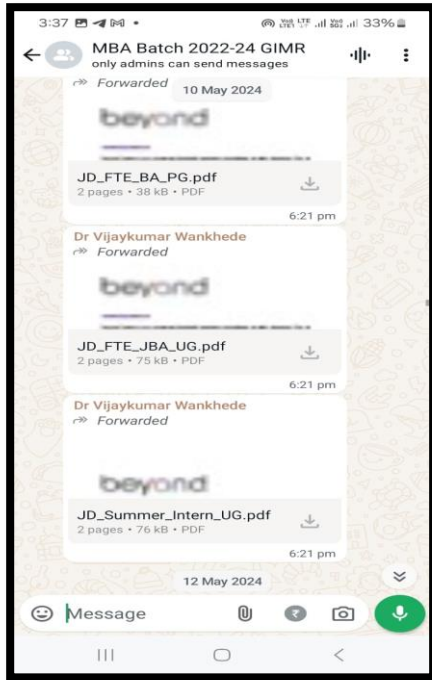 3:37 33%
MBA Batch 2022-24 GIMR
only admins can send messages
Forwarded
10 May 2024
beyond
JD_FTE_BA_PG.pdf
2 pages • 38 kB • PDF
6:21 pm
Dr Vijaykumar Wankhede
Forwarded
beyond
JD_FTE_JBA_UG.pdf
2 pages • 75 kB • PDF
6:21 pm
Dr Vijaykumar Wankhede
Forwarded
beyond
JD_Summer_Intern_UG.pdf
2 pages • 76 kB • PDF
6:21 pm
12 May 2024
Message